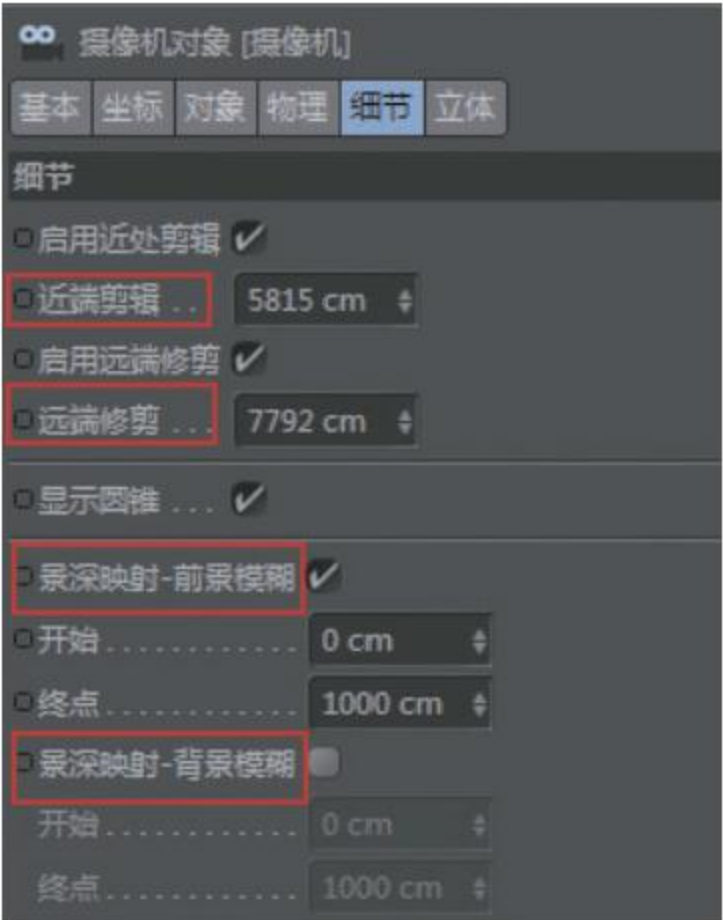 摄像机对象 [摄像机]
基本 坐标 对象 物理 细节 立体
细节
启用近处剪辑
近端剪辑 . . 5815 cm
启用远端修剪
远端修剪 . . . 7792 cm
显示圆锥 . . . .
景深映射-前景模糊
开始 . . . . . . . . . . . . 0 cm
终点 . . . . . . . . . . . . 1000 cm
景深映射-背景模糊
开始 . . . . . . . . . . . . 0 cm
终点 . . . . . . . . . . . . 1000 cm